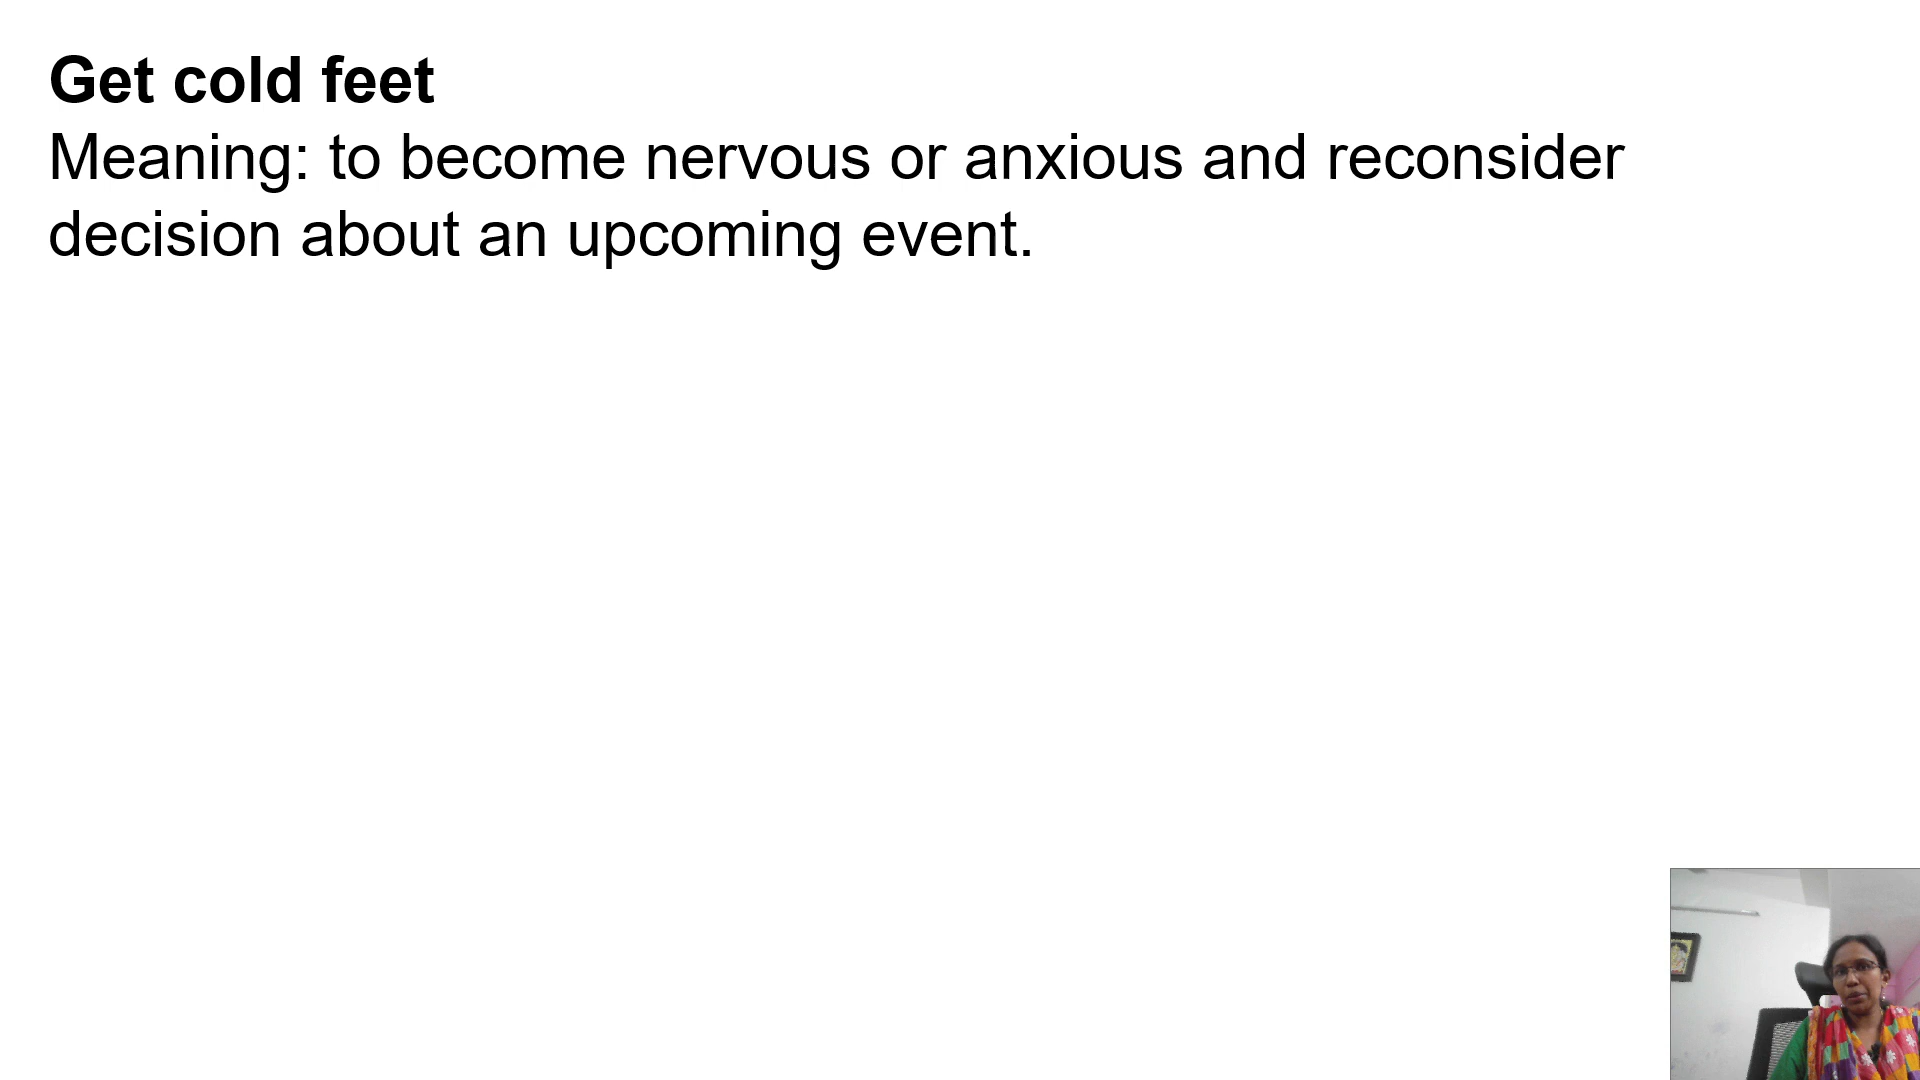 Get cold feet
Meaning: to become nervous or anxious and reconsider
decision about an upcoming event.